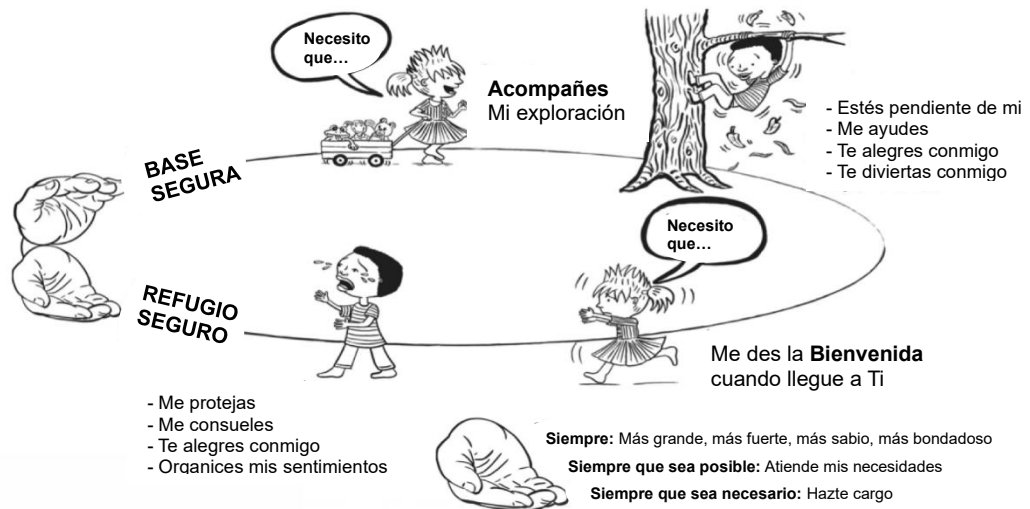 Necesito
que...
Acompañes
Mi exploración
- Estés pendiente de mi
- Me ayudes
- Te alegres conmigo
- Te diviertas conmigo
BASE
SEGURA
Necesito
que...
REFUGIO
SEGURO
Me des la Bienvenida
cuando llegue a Ti
- Me protejas
- Me consueles
- Te alegres conmigo
- Organices mis sentimientos
Siempre: Más grande, más fuerte, más sabio, más bondadoso
Siempre que sea posible: Atiende mis necesidades
Siempre que sea necesario: Hazte cargo